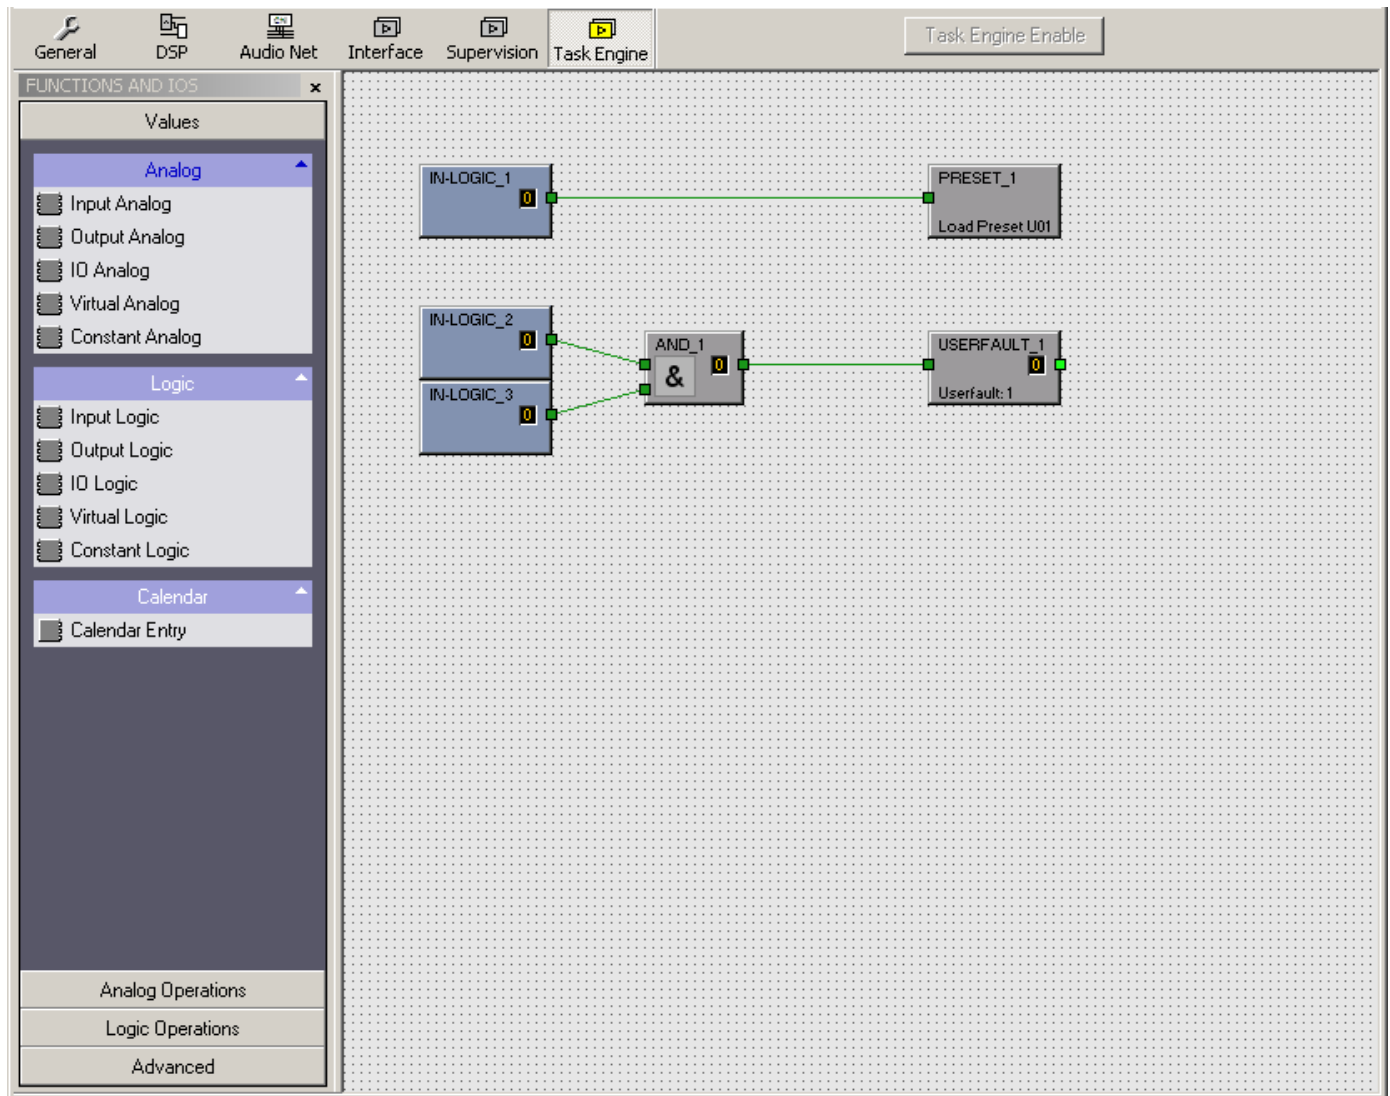 General DSP Audio Net Interface Supervision Task Engine Task Engine Enable
FUNCTIONS AND IOS x
Values
Analog
Input Analog
Output Analog
IO Analog
Virtual Analog
Constant Analog
Logic
Input Logic
Output Logic
IO Logic
Virtual Logic
Constant Logic
Calendar
Calendar Entry
Analog Operations
Logic Operations
Advanced
IN-LOGIC_1
0
PRESET_1
Load Preset U01
IN-LOGIC_2
0
IN-LOGIC_3
0
AND_1
& 0
USERFAULT_1
0
Userfault: 1